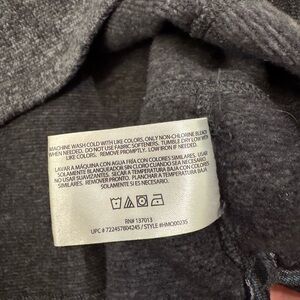 MACHINE WASH COLD WITH LIKE COLORS, ONLY NON-CHLORINE BLEACH
WHEN NEEDED. DO NOT USE FABRIC SOFTENERS. TUMBLE DRY LOW WITH
LIKE COLORS. REMOVE PROMPTLY. LOW IRON IF NEEDED.
LAVAR A MÁQUINA CON AGUA FRÍA CON COLORES SIMILARES. USAR
SOLAMENTE BLANQUEADOR SIN CLORO CUANDO SEA NECESARIO.
NO USAR SUAVIZANTES. SECAR A TEMPERATURA BAJA CON COLORES
SIMILARES. REMOVER PRONTO. PLANCHAR A TEMPERATURA BAJA
SOLAMENTE SI ES NECESARIO.
RN# 137013
UPC # 722457804245 / STYLE #HMO00235